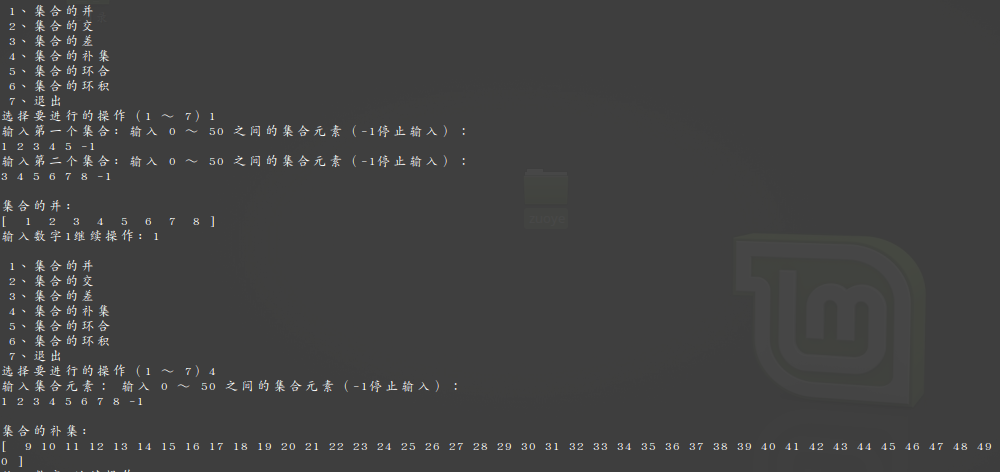 1、集合的并
2、集合的交
3、集合的差
4、集合的补集
5、集合的环合
6、集合的环积
7、退出
选择要进行的操作（1 ～ 7）1
输入第一个集合：输入 0 ～ 50 之间的集合元素（-1停止输入）：
1 2 3 4 5 -1
输入第二个集合：输入 0 ～ 50 之间的集合元素（-1停止输入）：
3 4 5 6 7 8 -1
集合的并：
[ 1 2 3 4 5 6 7 8 ]
输入数字1继续操作：1
1、集合的并
2、集合的交
3、集合的差
4、集合的补集
5、集合的环合
6、集合的环积
7、退出
选择要进行的操作（1 ～ 7）4
输入集合元素： 输入 0 ～ 50 之间的集合元素（-1停止输入）：
1 2 3 4 5 6 7 8 -1
集合的补集：
[ 9 10 11 12 13 14 15 16 17 18 19 20 21 22 23 24 25 26 27 28 29 30 31 32 33 34 35 36 37 38 39 40 41 42 43 44 45 46 47 48 49
0 ]